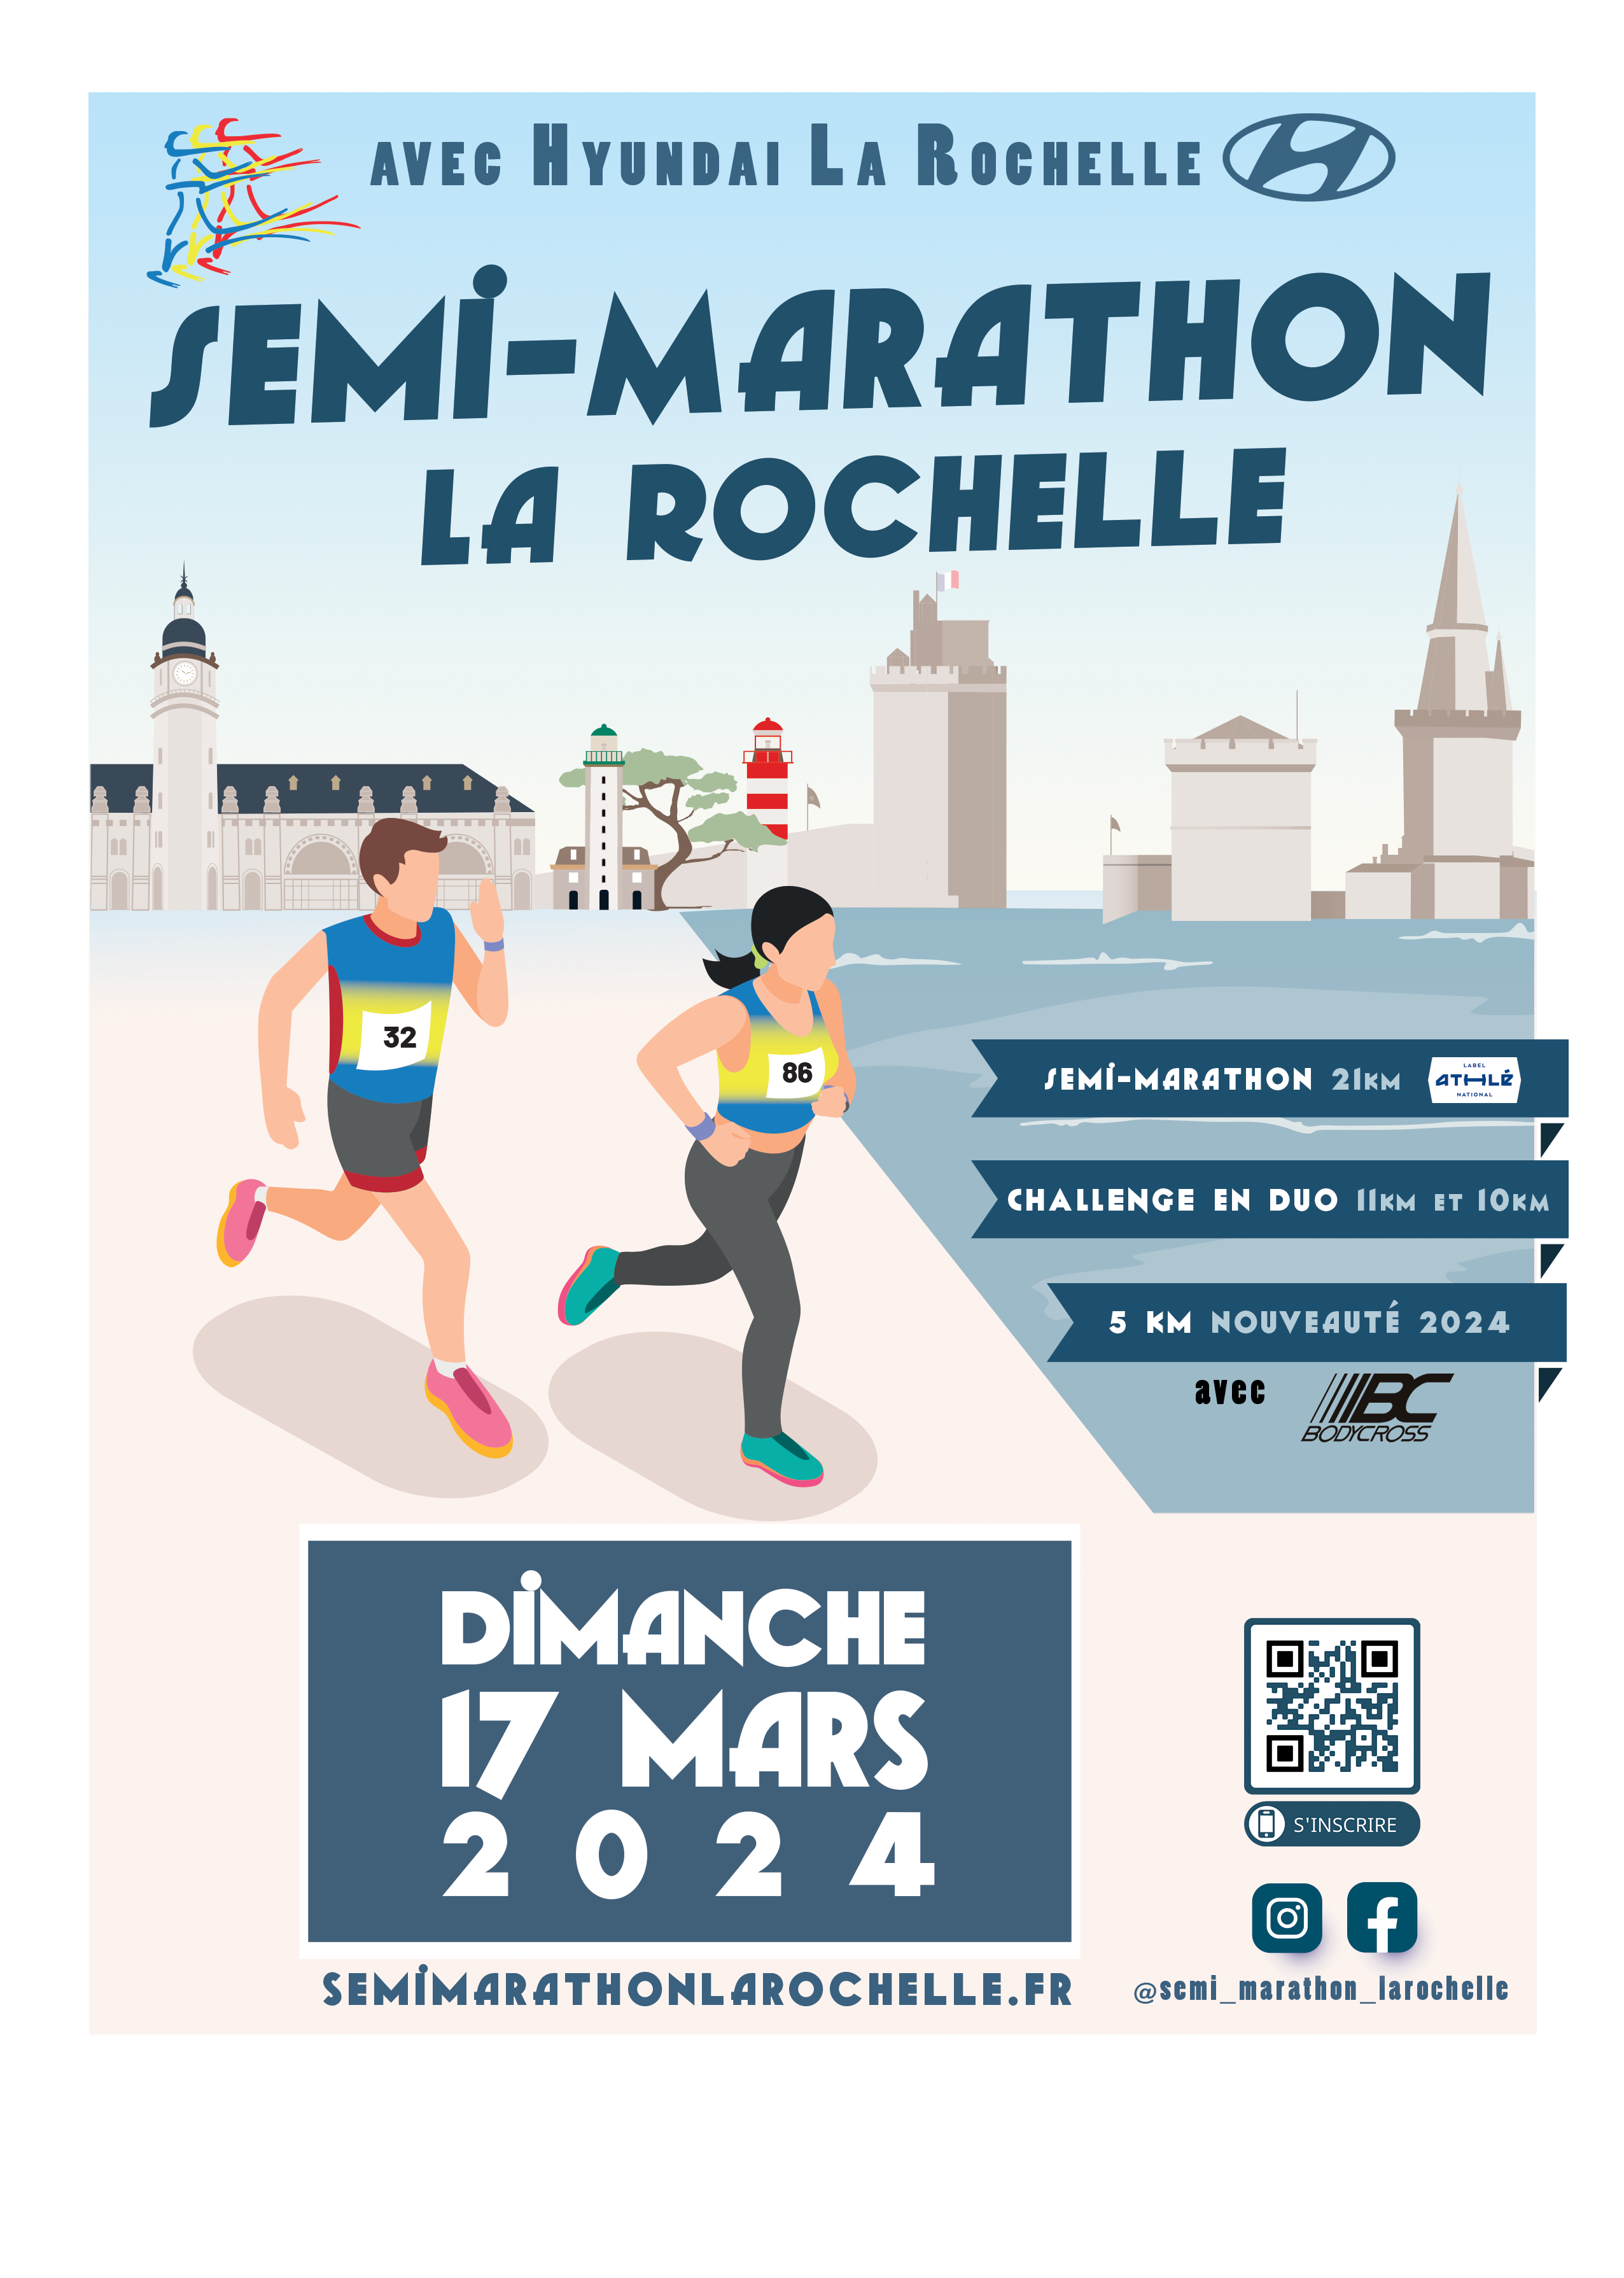 AVEC HYUNDAI LA ROCHELLE
SEMI-MARATHON
LA ROCHELLE
32
86
SEMI-MARATHON 21KM
LABEL
ATHLÉ
NATIONAL
CHALLENGE EN DUO 11KM ET 10KM
5 KM NOUVEAUTÉ 2024
avec
BC
BODYCROSS
DIMANCHE
17 MARS
2024
S'INSCRIRE
SEMIMARATHONLAROCHELLE.FR
@semi_marathon_larochelle